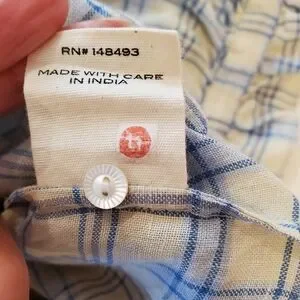 RN# 148493
MADE WITH CARE
IN INDIA